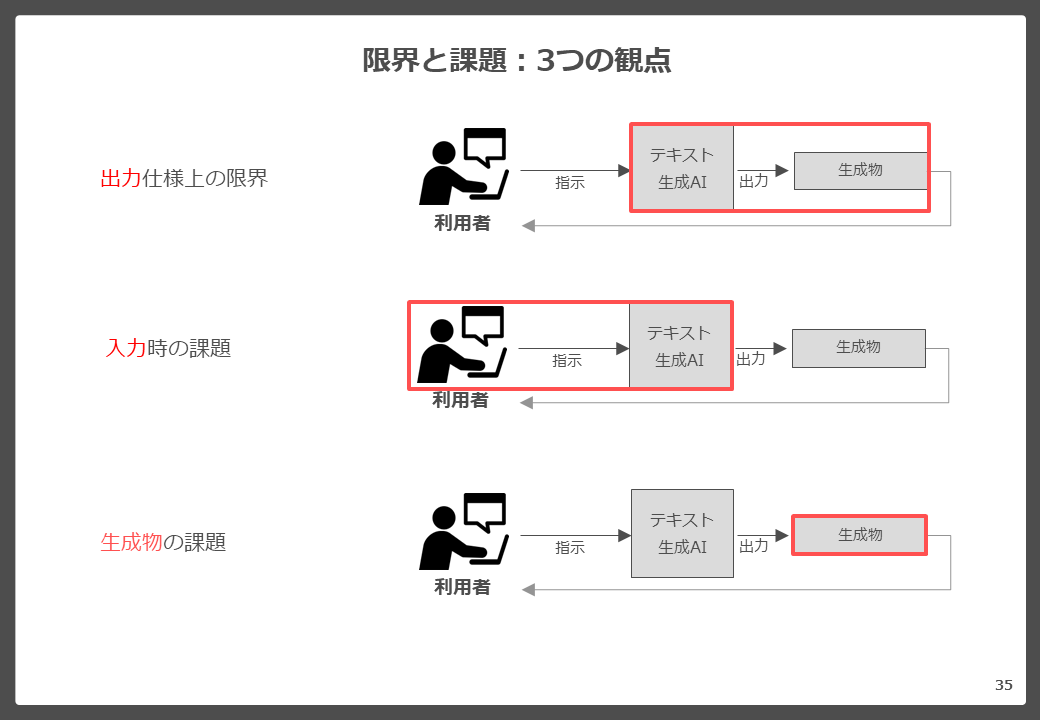 限界と課題：3つの観点
出力仕様上の限界
指示
テキスト
生成AI
出力
生成物
利用者
入力時の課題
指示
テキスト
生成AI
出力
生成物
利用者
生成物の課題
指示
テキスト
生成AI
出力
生成物
利用者
35